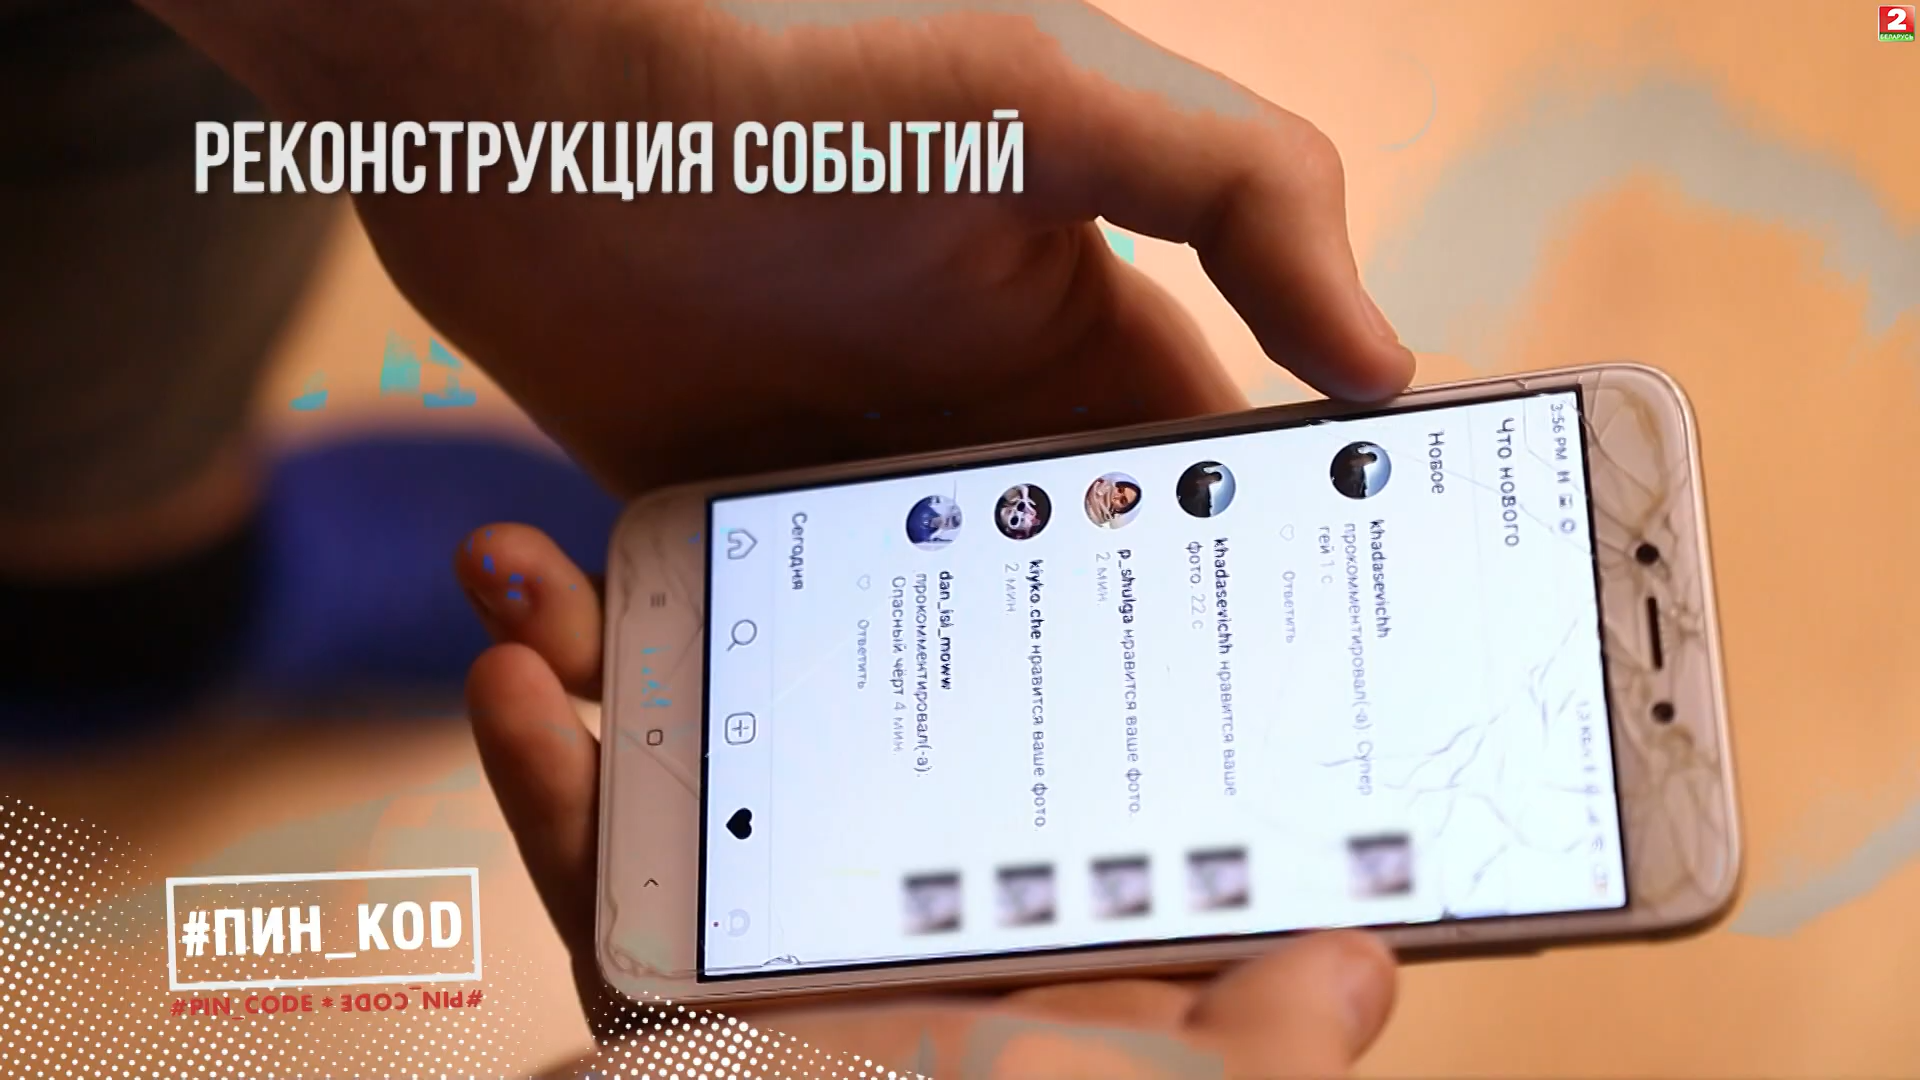 2
БЕЛАРУСЬ
РЕКОНСТРУКЦИЯ СОБЫТИЙ
3:56 PM
Что нового
Новое
khadasevichh
прокомментировал(-а): Супер
гей 1 с
Ответить
khadasevichh нравится ваше
фото. 22 с
p_shulga нравится ваше фото.
2 мин.
kiyko.che нравится ваше фото.
2 мин
dan_isl_moww
прокомментировал(-а):
Опасный чёрт 4 мин.
Ответить
Сегодня
#ПИН_KOD
#PIN_CODE * #PIN_CODE